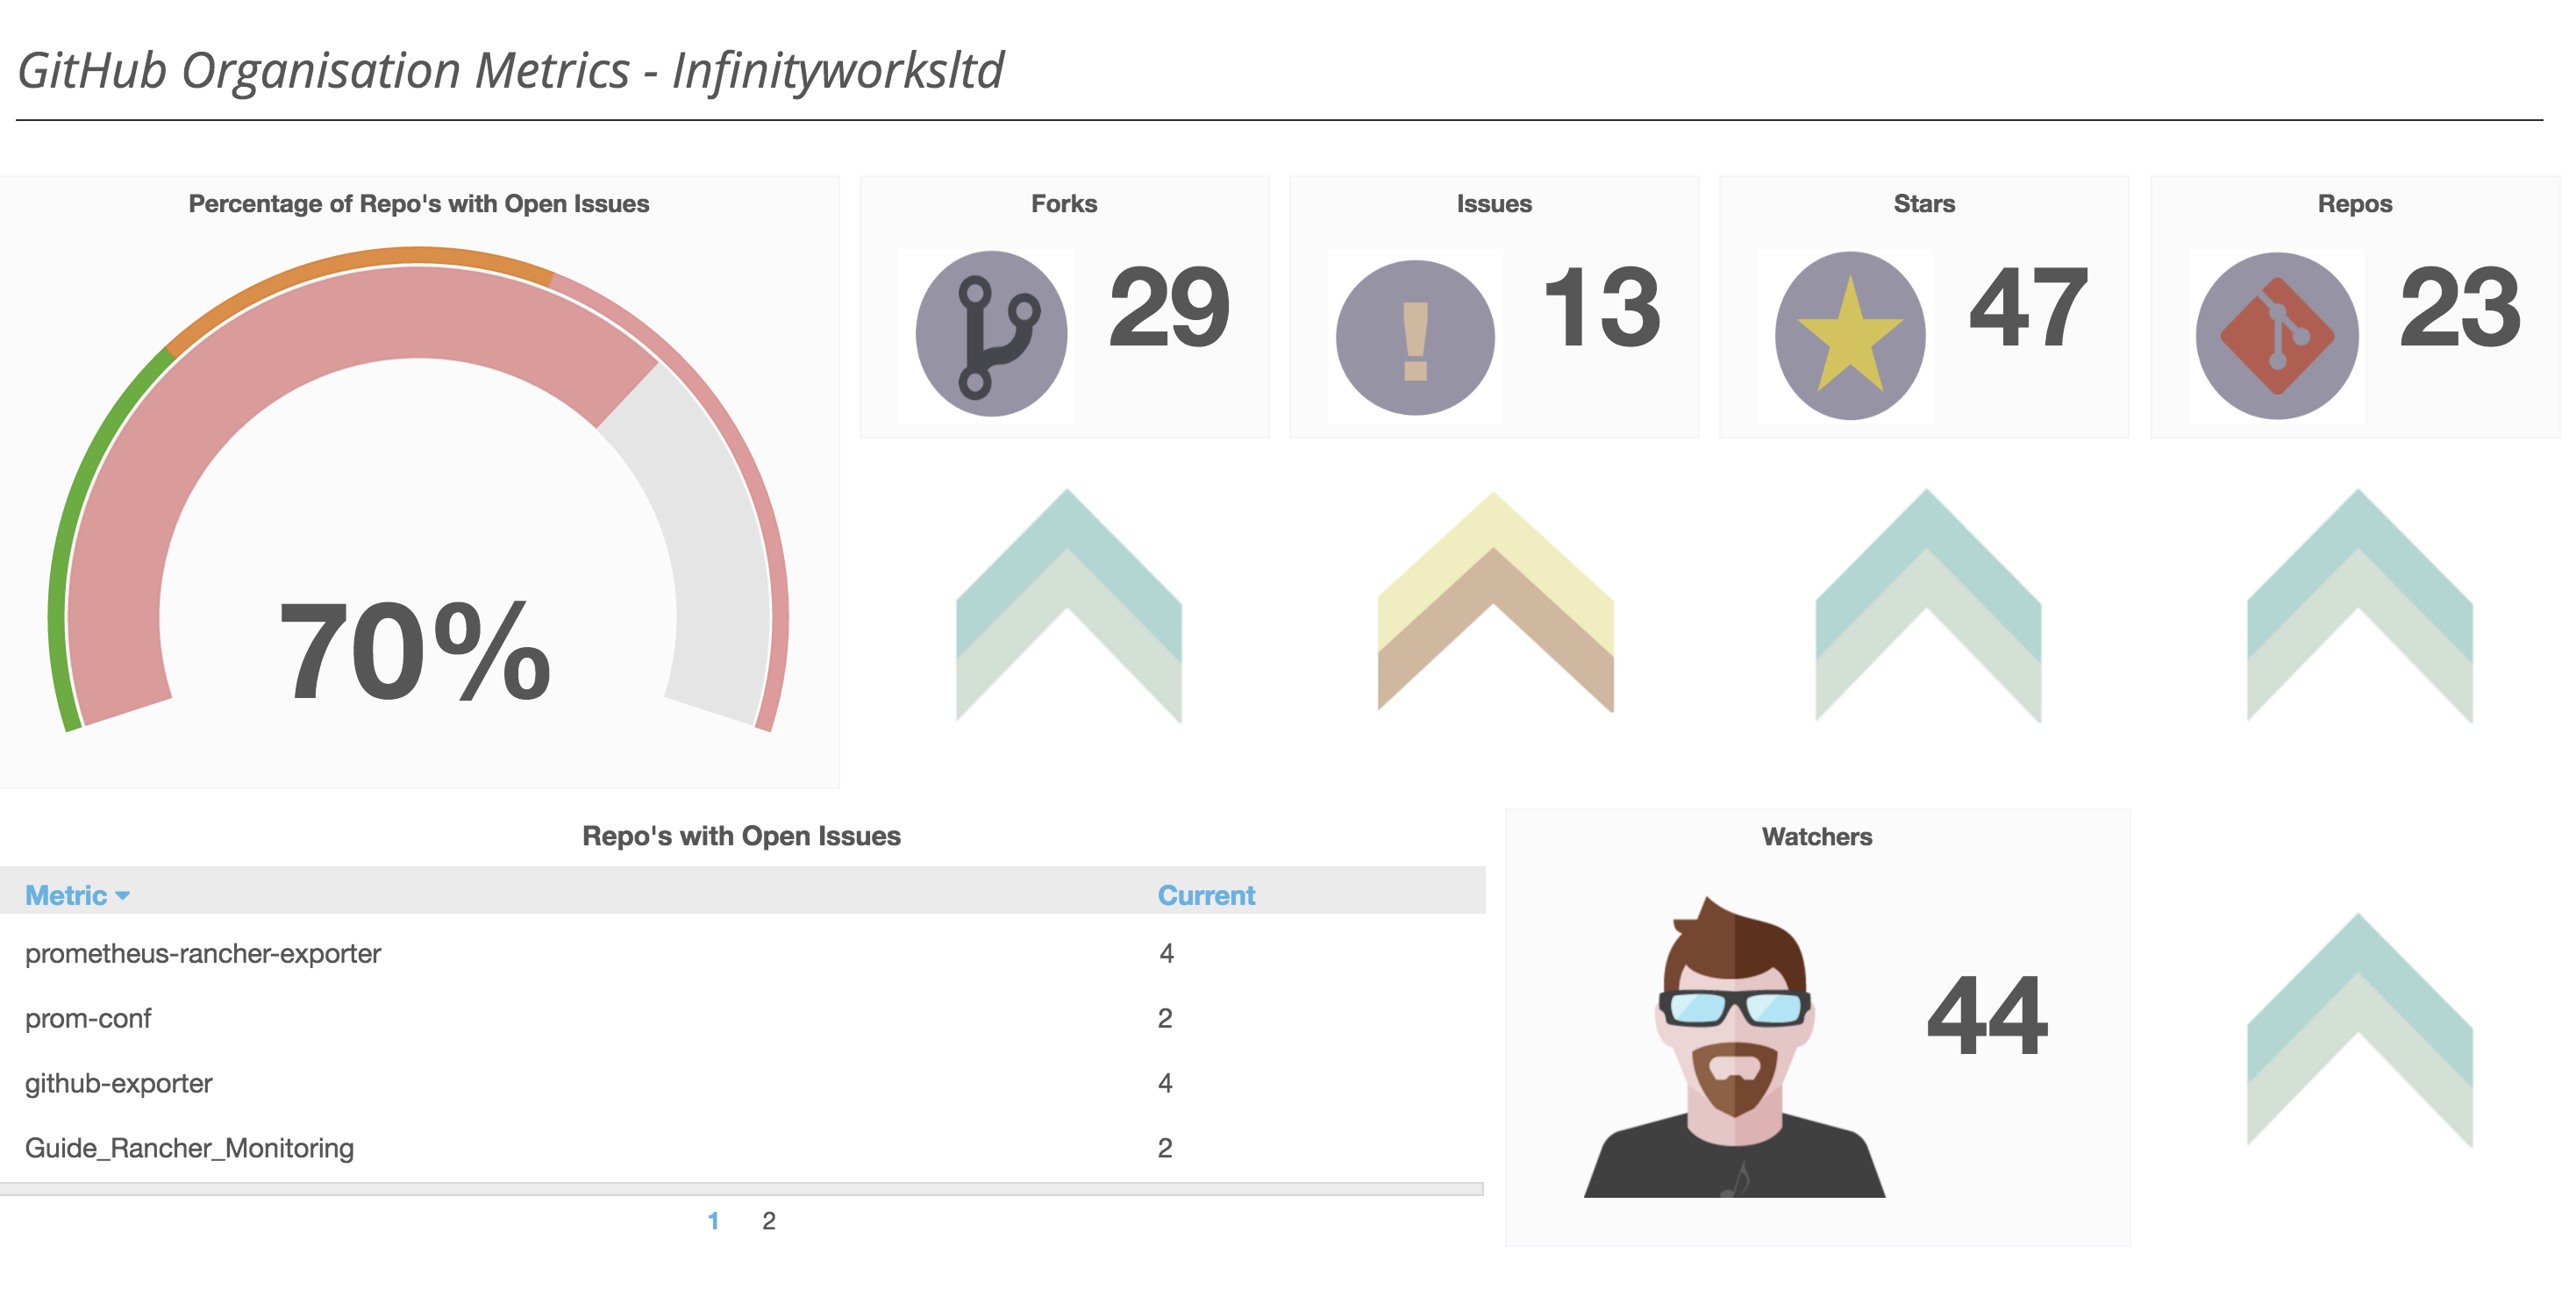 GitHub Organisation Metrics - Infinityworksltd
Percentage of Repo's with Open Issues
70%
Forks
29
Issues
!
13
Stars
47
Repos
23
Repo's with Open Issues
Metric Current
prometheus-rancher-exporter 4
prom-conf 2
github-exporter 4
Guide_Rancher_Monitoring 2
1 2
Watchers
44